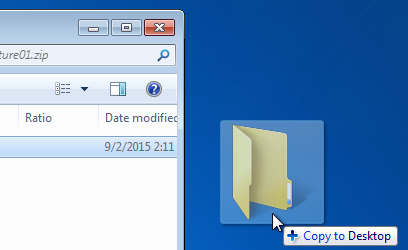 ture01.zip
Ratio
Date modified
9/2/2015 2:11
Copy to Desktop